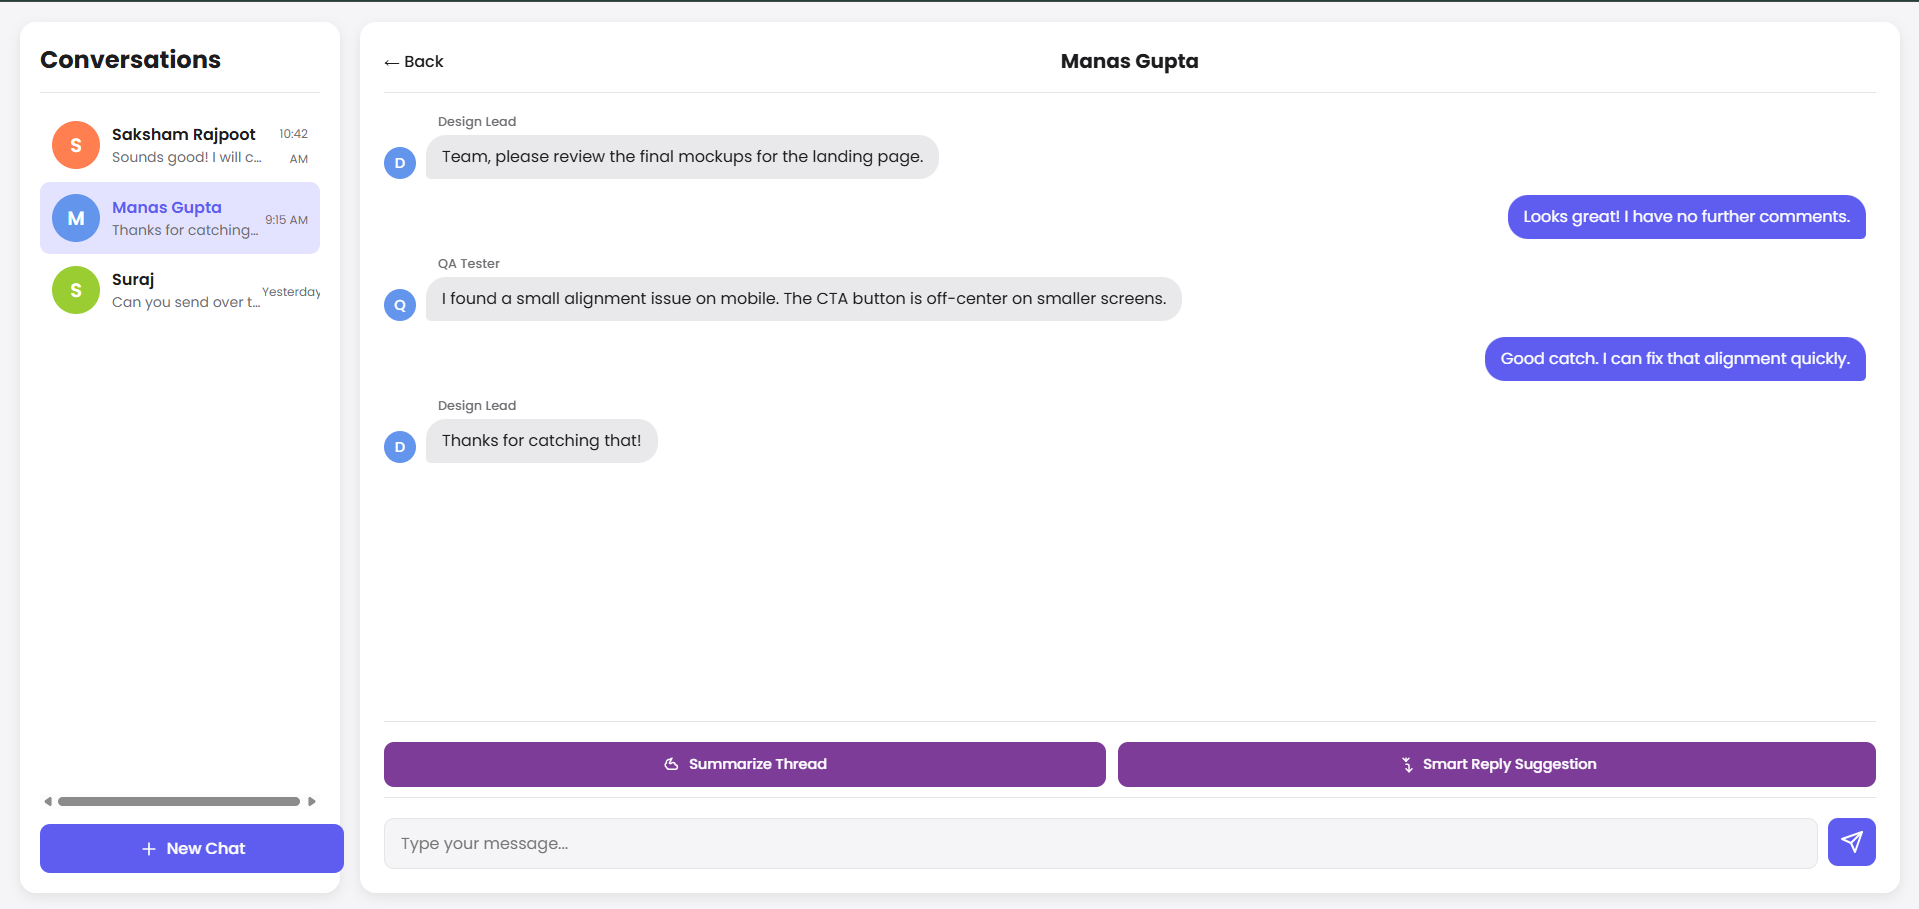 Conversations
Saksham Rajpoot
10:42
AM
Sounds good! I will c...
Manas Gupta
9:15 AM
Thanks for catching...
Suraj
Yesterday
Can you send over t...
+ New Chat
← Back
Manas Gupta
Design Lead
Team, please review the final mockups for the landing page.
Looks great! I have no further comments.
QA Tester
I found a small alignment issue on mobile. The CTA button is off-center on smaller screens.
Good catch. I can fix that alignment quickly.
Design Lead
Thanks for catching that!
Summarize Thread
Smart Reply Suggestion
Type your message...
S
M
S
D
Q
D